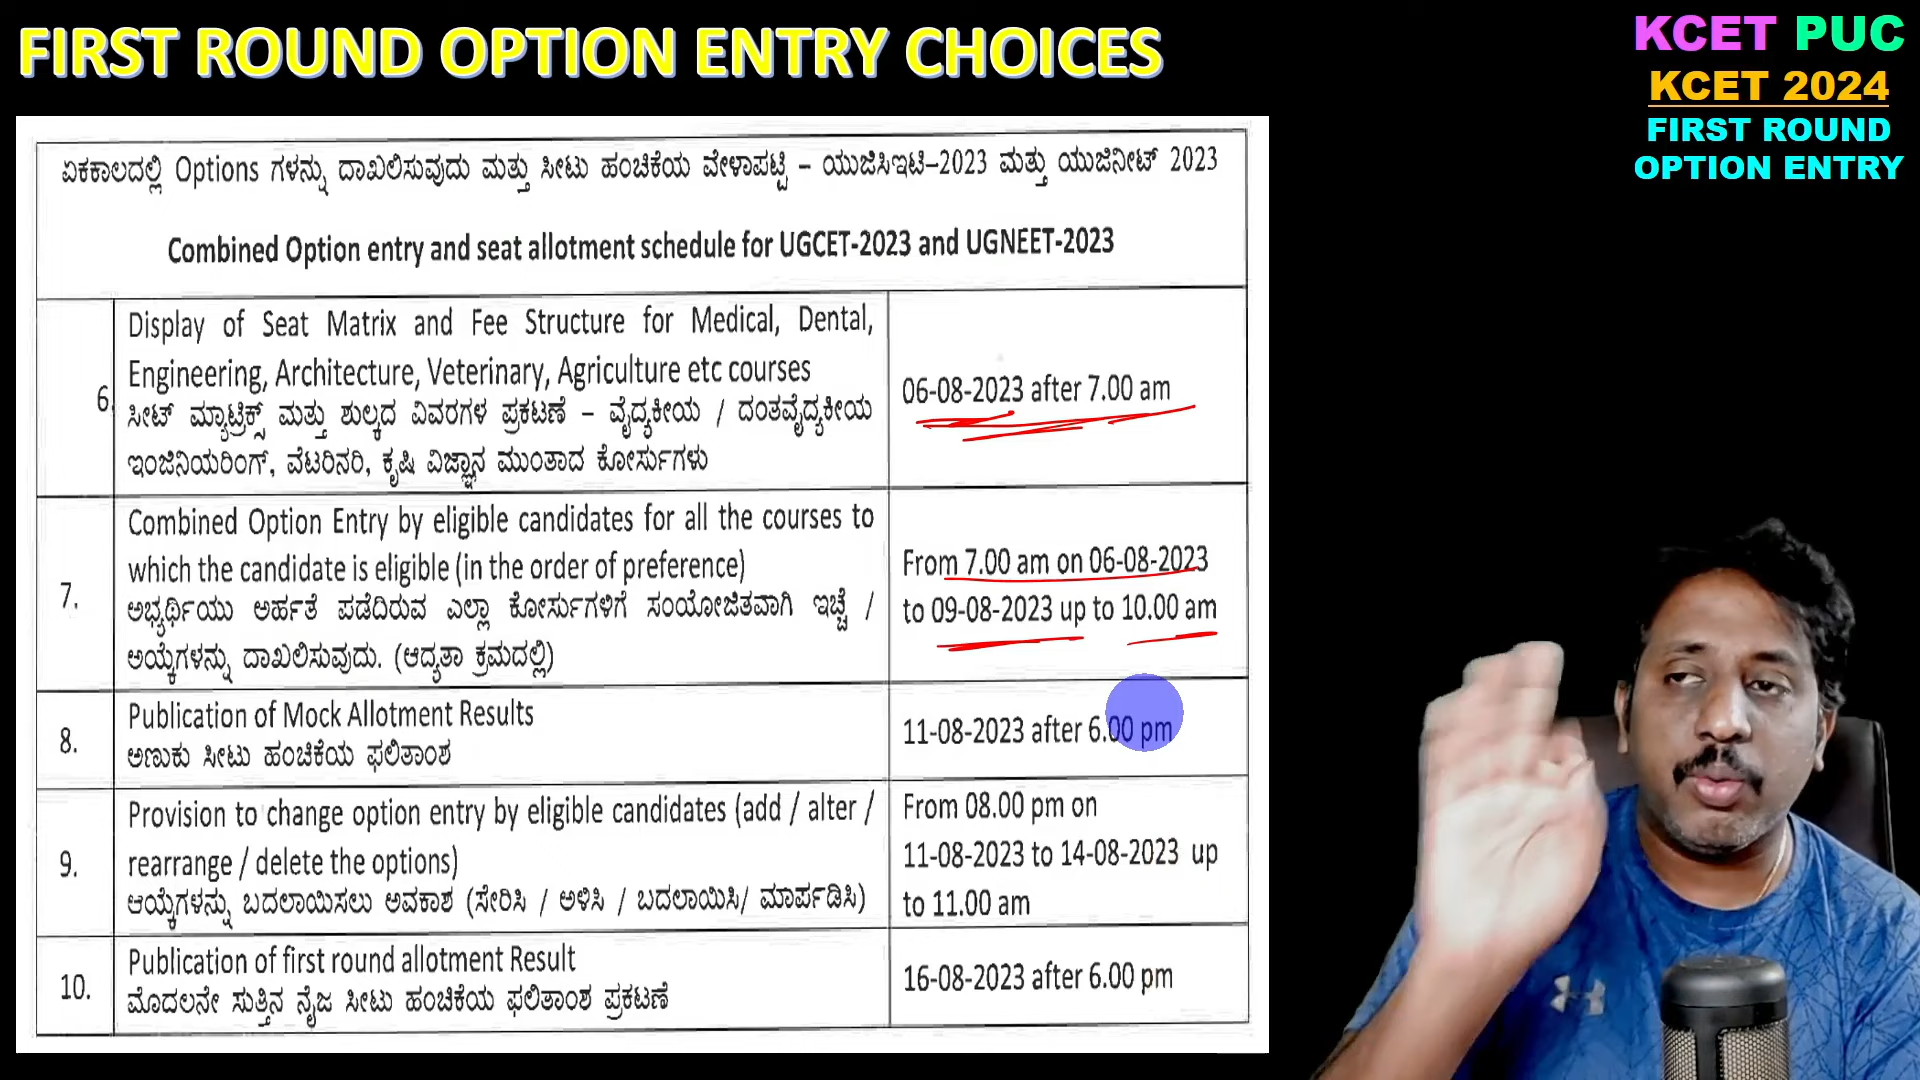 FIRST ROUND OPTION ENTRY CHOICES
KCET PUC
KCET 2024
FIRST ROUND
OPTION ENTRY
ಏಕಕಾಲದಲ್ಲಿ Options ಗಳನ್ನು ದಾಖಲಿಸುವುದು ಮತ್ತು ಸೀಟು ಹಂಚಿಕೆಯ ವೇಳಾಪಟ್ಟಿ – ಯುಜಿಸಿಇಟಿ–2023 ಮತ್ತು ಯುಜಿನೀಟ್ 2023
Combined Option entry and seat allotment schedule for UGCET-2023 and UGNEET-2023
6.
Display of Seat Matrix and Fee Structure for Medical, Dental,
Engineering, Architecture, Veterinary, Agriculture etc courses
ಸೀಟ್ ಮ್ಯಾಟ್ರಿಕ್ಸ್ ಮತ್ತು ಶುಲ್ಕದ ವಿವರಗಳ ಪ್ರಕಟಣೆ – ವೈದ್ಯಕೀಯ / ದಂತವೈದ್ಯಕೀಯ
ಇಂಜಿನಿಯರಿಂಗ್, ವೆಟರಿನರಿ, ಕೃಷಿ ವಿಜ್ಞಾನ ಮುಂತಾದ ಕೋರ್ಸುಗಳು
06-08-2023 after 7.00 am
7.
Combined Option Entry by eligible candidates for all the courses to
which the candidate is eligible (in the order of preference)
ಅಭ್ಯರ್ಥಿಯು ಅರ್ಹತೆ ಪಡೆದಿರುವ ಎಲ್ಲಾ ಕೋರ್ಸುಗಳಿಗೆ ಸಂಯೋಜಿತವಾಗಿ ಇಚ್ಛೆ /
ಆಯ್ಕೆಗಳನ್ನು ದಾಖಲಿಸುವುದು. (ಆದ್ಯತಾ ಕ್ರಮದಲ್ಲಿ)
From 7.00 am on 06-08-2023
to 09-08-2023 up to 10.00 am
8.
Publication of Mock Allotment Results
ಅಣುಕು ಸೀಟು ಹಂಚಿಕೆಯ ಫಲಿತಾಂಶ
11-08-2023 after 6.00 pm
9.
Provision to change option entry by eligible candidates (add / alter /
rearrange / delete the options)
ಆಯ್ಕೆಗಳನ್ನು ಬದಲಾಯಿಸಲು ಅವಕಾಶ (ಸೇರಿಸಿ / ಅಳಿಸಿ / ಬದಲಾಯಿಸಿ/ ಮಾರ್ಪಡಿಸಿ)
From 08.00 pm on
11-08-2023 to 14-08-2023 up
to 11.00 am
10.
Publication of first round allotment Result
ಮೊದಲನೇ ಸುತ್ತಿನ ನೈಜ ಸೀಟು ಹಂಚಿಕೆಯ ಫಲಿತಾಂಶ ಪ್ರಕಟಣೆ
16-08-2023 after 6.00 pm